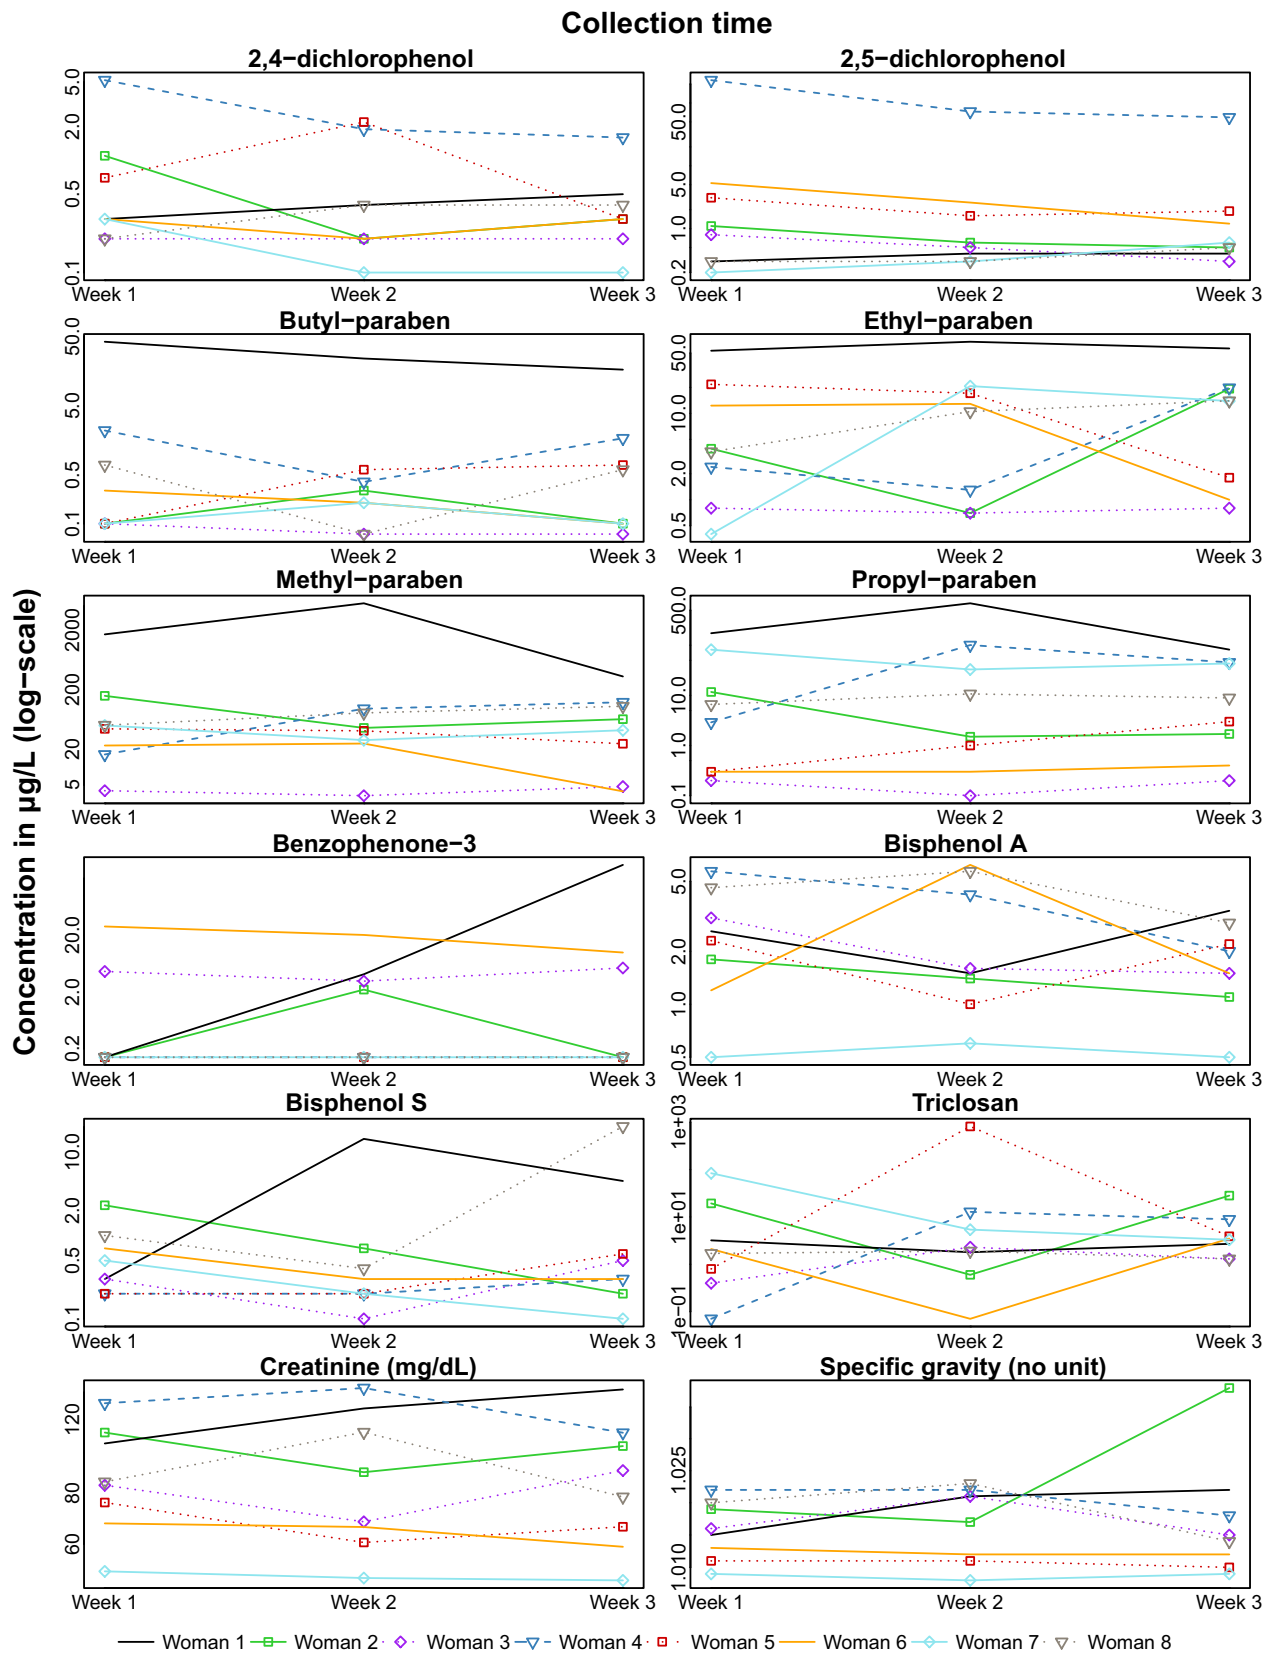 Collection time
2,4−dichlorophenol
2,5−dichlorophenol
5.0
2.0
0.5
0.1
50.0
5.0
1.0
0.2
Week 1 Week 2 Week 3
Week 1 Week 2 Week 3
Butyl−paraben
Ethyl−paraben
50.0
5.0
0.5
0.1
50.0
10.0
2.0
0.5
Week 1 Week 2 Week 3
Week 1 Week 2 Week 3
Methyl−paraben
Propyl−paraben
2000
200
20
5
500.0
10.0
1.0
0.1
Week 1 Week 2 Week 3
Week 1 Week 2 Week 3
Concentration in µg/L (log−scale)
Benzophenone−3
Bisphenol A
20.0
2.0
0.2
5.0
2.0
1.0
0.5
Week 1 Week 2 Week 3
Week 1 Week 2 Week 3
Bisphenol S
Triclosan
10.0
2.0
0.5
0.1
1e+03
1e+01
1e−01
Week 1 Week 2 Week 3
Week 1 Week 2 Week 3
Creatinine (mg/dL)
Specific gravity (no unit)
120
80
60
1.025
1.010
Week 1 Week 2 Week 3
Week 1 Week 2 Week 3
Woman 1 Woman 2 Woman 3 Woman 4 Woman 5 Woman 6 Woman 7 Woman 8